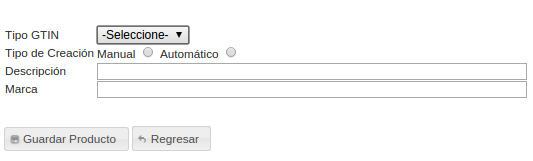 Tipo GTIN -Seleccione-
Tipo de Creación Manual Automático
Descripción
Marca
Guardar Producto Regresar